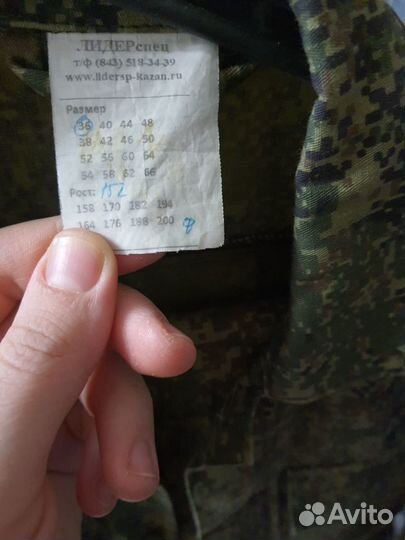 ЛИДЕРспец
т/ф (843) 518-34-39
www.lidersp-kazan.ru
Размер
36 40 44 48
38 42 46 50
52 56 60 64
54 58 62 66
Рост: 152
158 170 182 194
164 176 188 200 ф
Avito